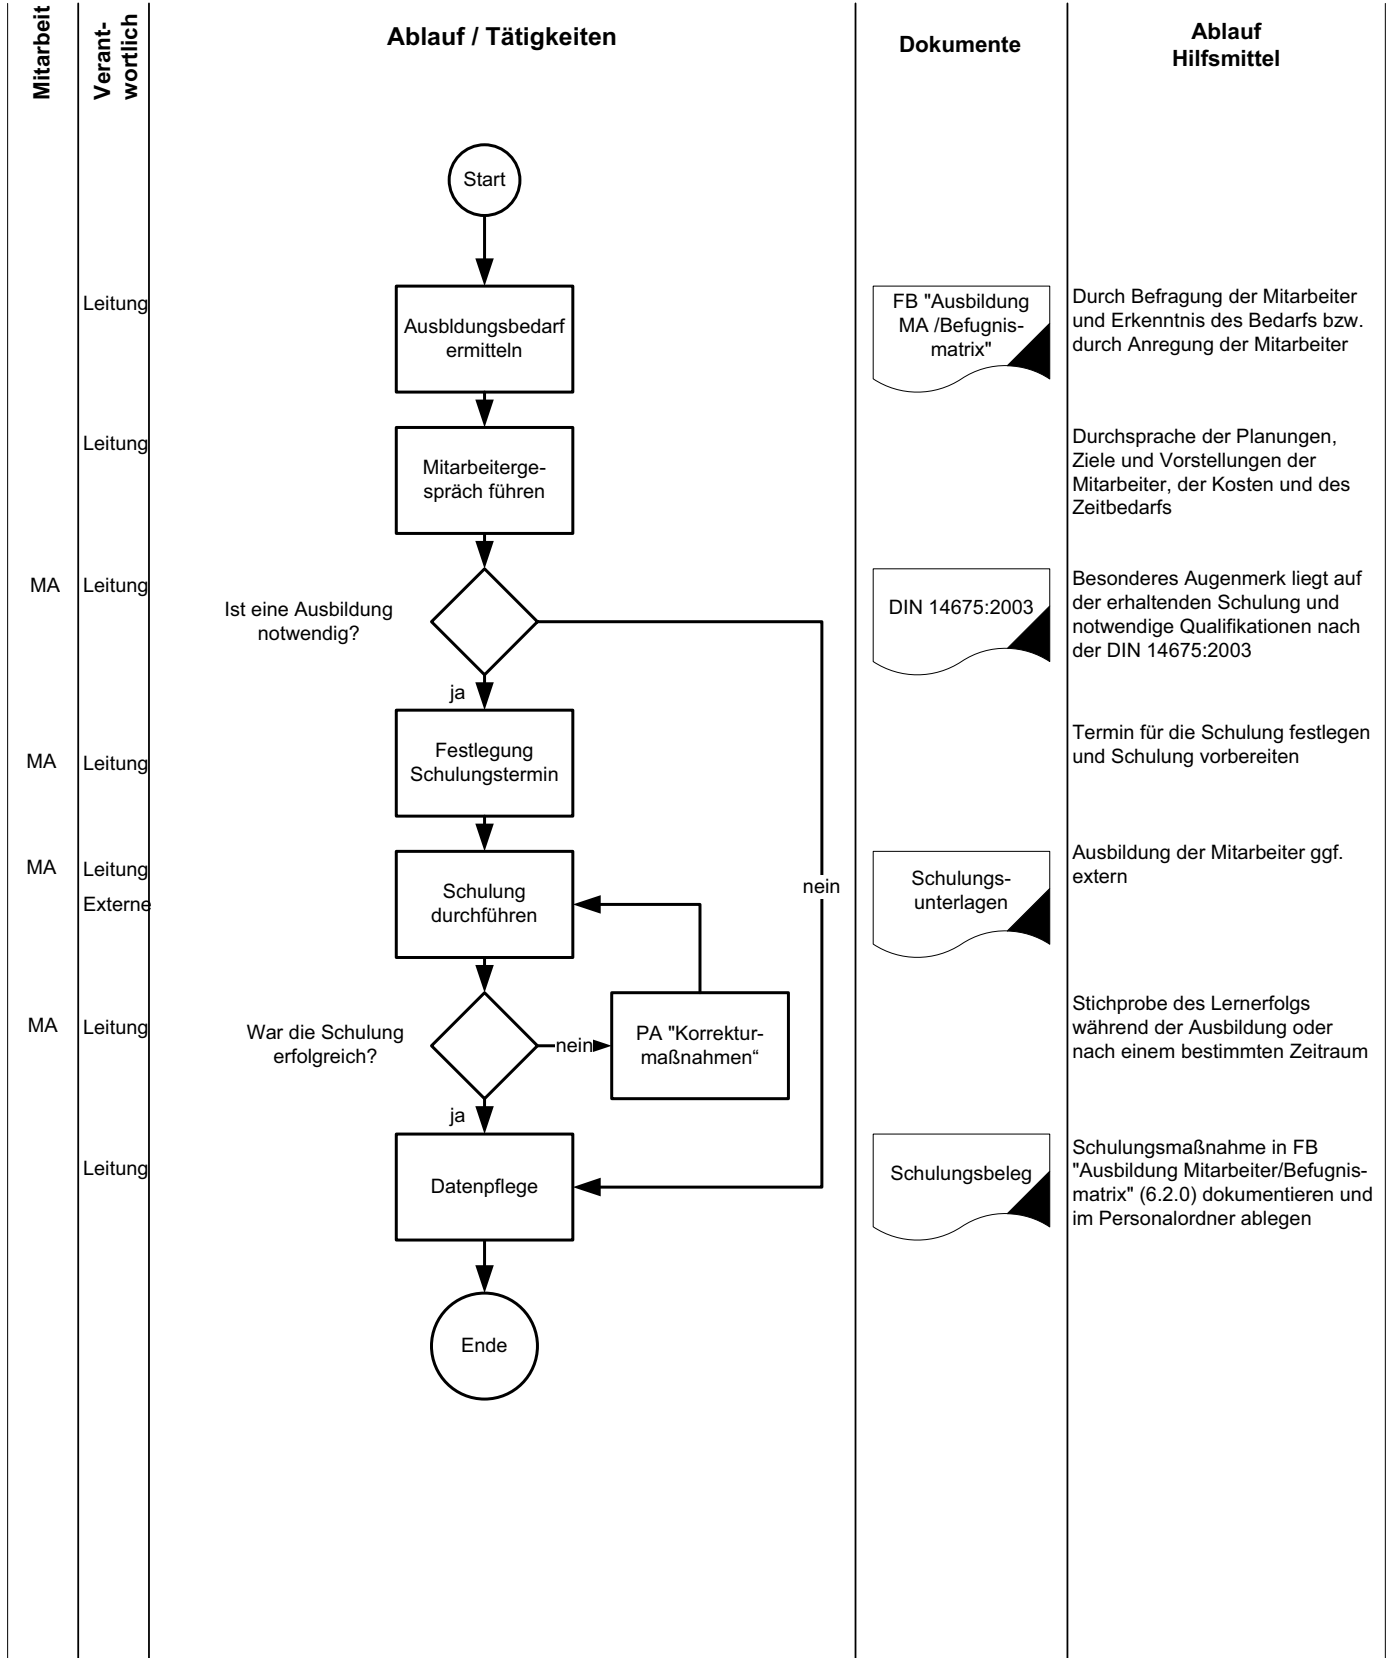 Mitarbeit
Verant-
wortlich
Ablauf / Tätigkeiten
Dokumente
Ablauf
Hilfsmittel
Start
Leitung
Ausbldungsbedarf
ermitteln
FB "Ausbildung
MA /Befugnis-
matrix"
Durch Befragung der Mitarbeiter
und Erkenntnis des Bedarfs bzw.
durch Anregung der Mitarbeiter
Leitung
Mitarbeiterge-
spräch führen
Durchsprache der Planungen,
Ziele und Vorstellungen der
Mitarbeiter, der Kosten und des
Zeitbedarfs
MA
Leitung
Ist eine Ausbildung
notwendig?
DIN 14675:2003
Besonderes Augenmerk liegt auf
der erhaltenden Schulung und
notwendige Qualifikationen nach
der DIN 14675:2003
ja
MA
Leitung
Festlegung
Schulungstermin
Termin für die Schulung festlegen
und Schulung vorbereiten
MA
Leitung
Externe
Schulung
durchführen
nein
Schulungs-
unterlagen
Ausbildung der Mitarbeiter ggf.
extern
MA
Leitung
War die Schulung
erfolgreich?
nein
PA "Korrektur-
maßnahmen“
Stichprobe des Lernerfolgs
während der Ausbildung oder
nach einem bestimmten Zeitraum
ja
Leitung
Datenpflege
Schulungsbeleg
Schulungsmaßnahme in FB
"Ausbildung Mitarbeiter/Befugnis-
matrix" (6.2.0) dokumentieren und
im Personalordner ablegen
Ende